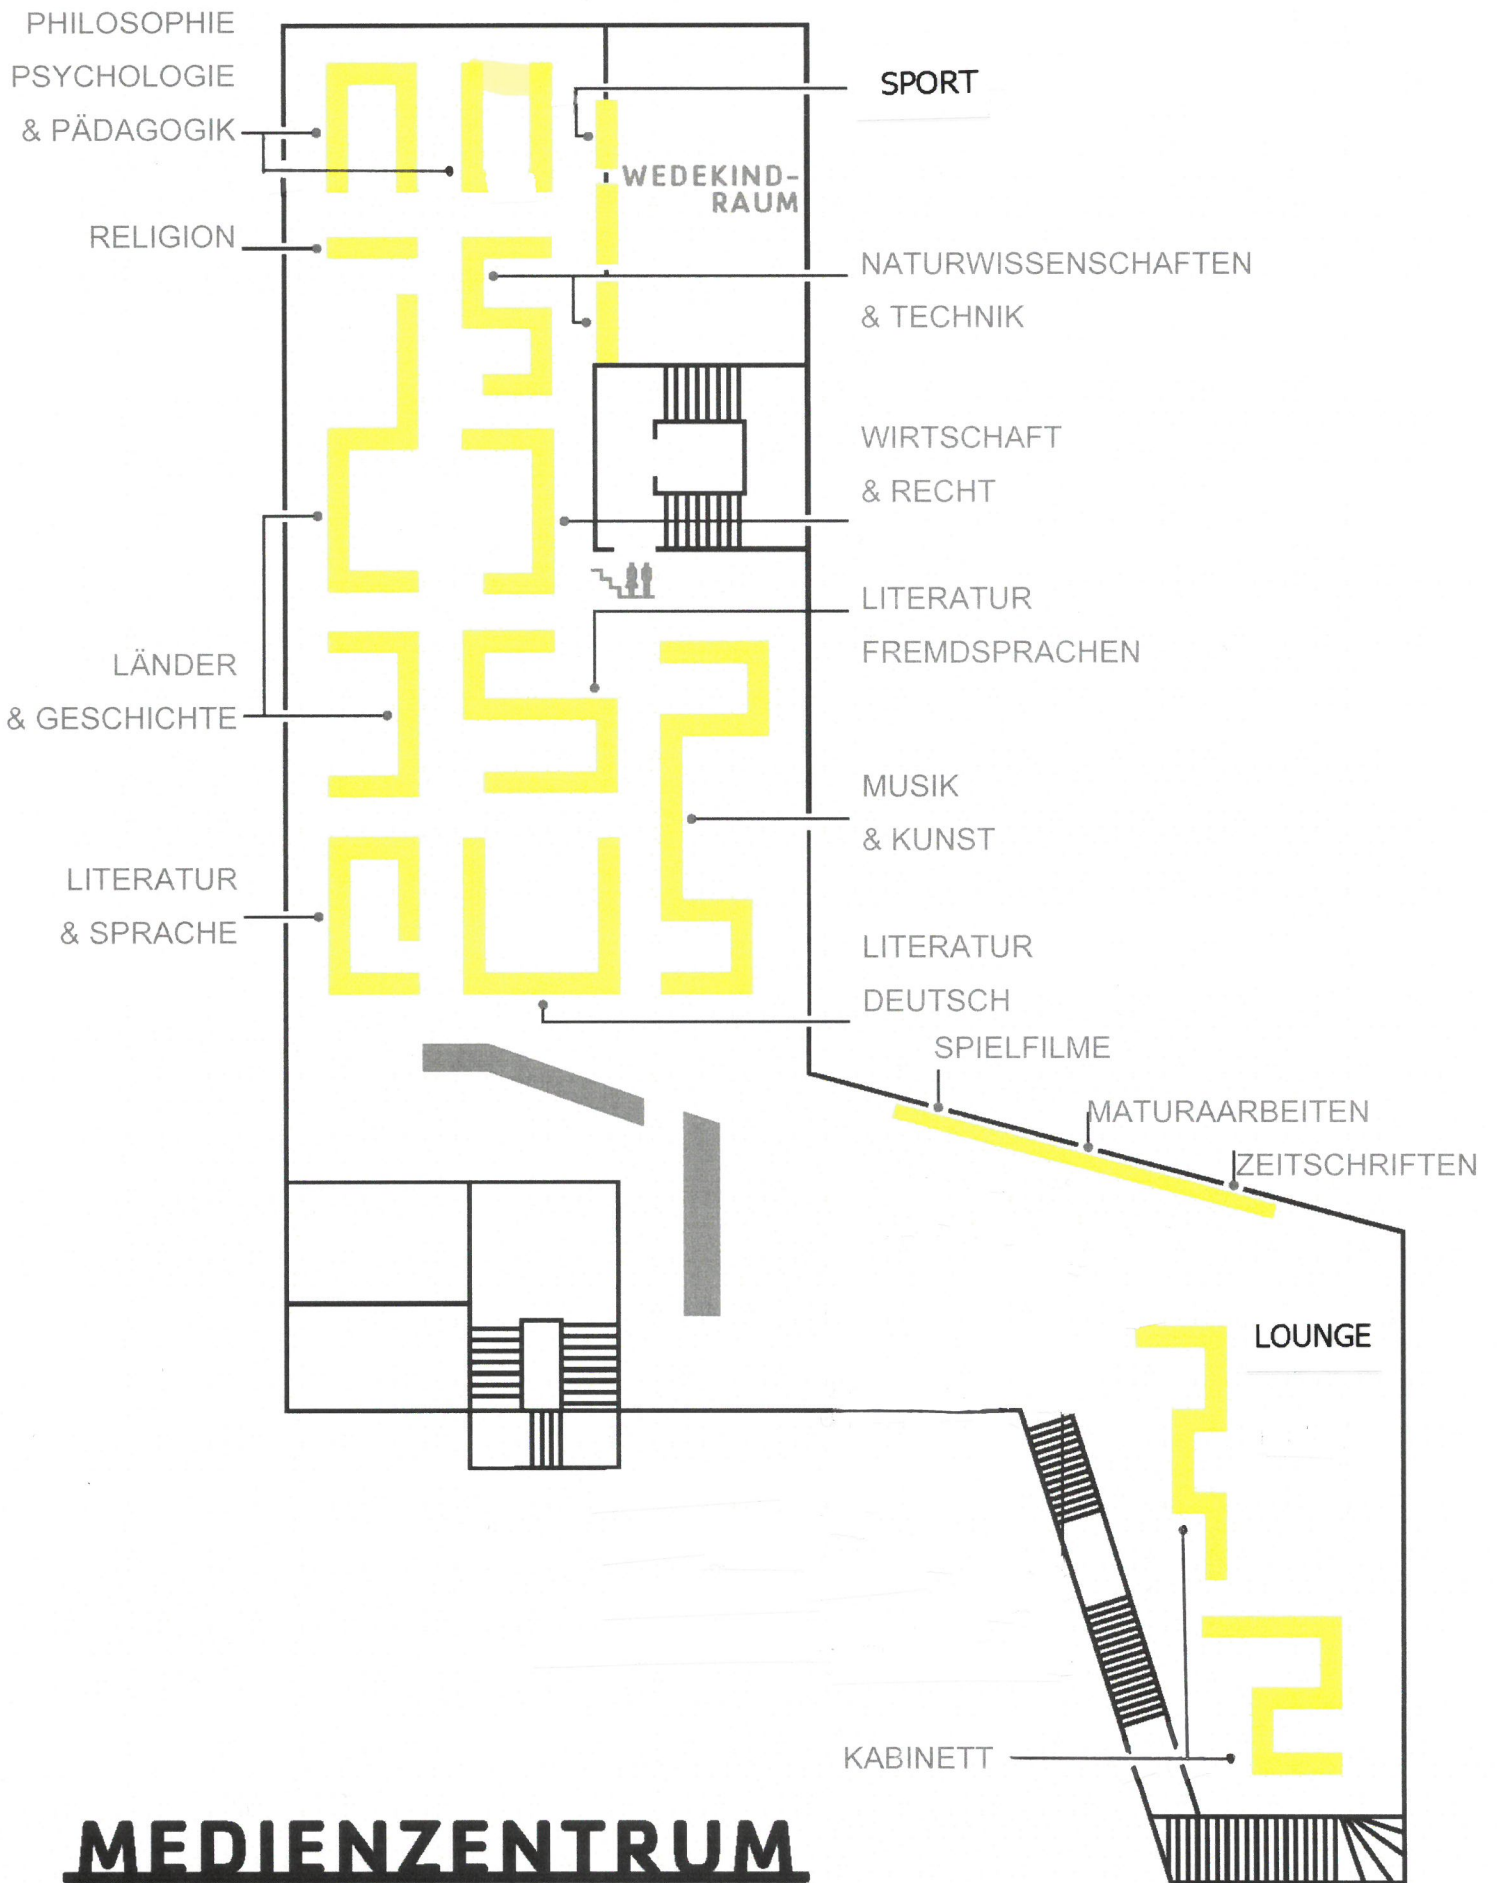 PHILOSOPHIE
PSYCHOLOGIE
& PÄDAGOGIK
SPORT
WEDEKIND-
RAUM
RELIGION
NATURWISSENSCHAFTEN
& TECHNIK
WIRTSCHAFT
& RECHT
LITERATUR
FREMDSPRACHEN
LÄNDER
& GESCHICHTE
MUSIK
& KUNST
LITERATUR
& SPRACHE
LITERATUR
DEUTSCH
SPIELFILME
MATURAARBEITEN
ZEITSCHRIFTEN
LOUNGE
KABINETT
MEDIENZENTRUM